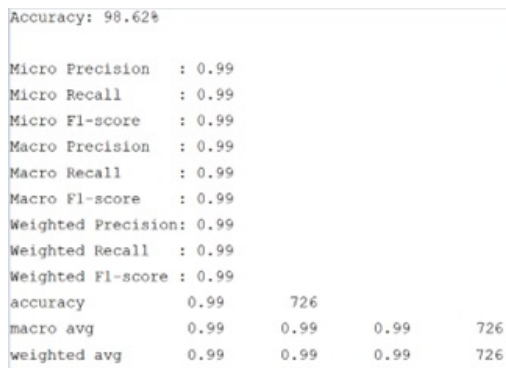 Accuracy: 98.62%
Micro Precision : 0.99
Micro Recall : 0.99
Micro F1-score : 0.99
Macro Precision : 0.99
Macro Recall : 0.99
Macro F1-score : 0.99
Weighted Precision: 0.99
Weighted Recall : 0.99
Weighted F1-score : 0.99
accuracy 0.99 726
macro avg 0.99 0.99 0.99 726
weighted avg 0.99 0.99 0.99 726